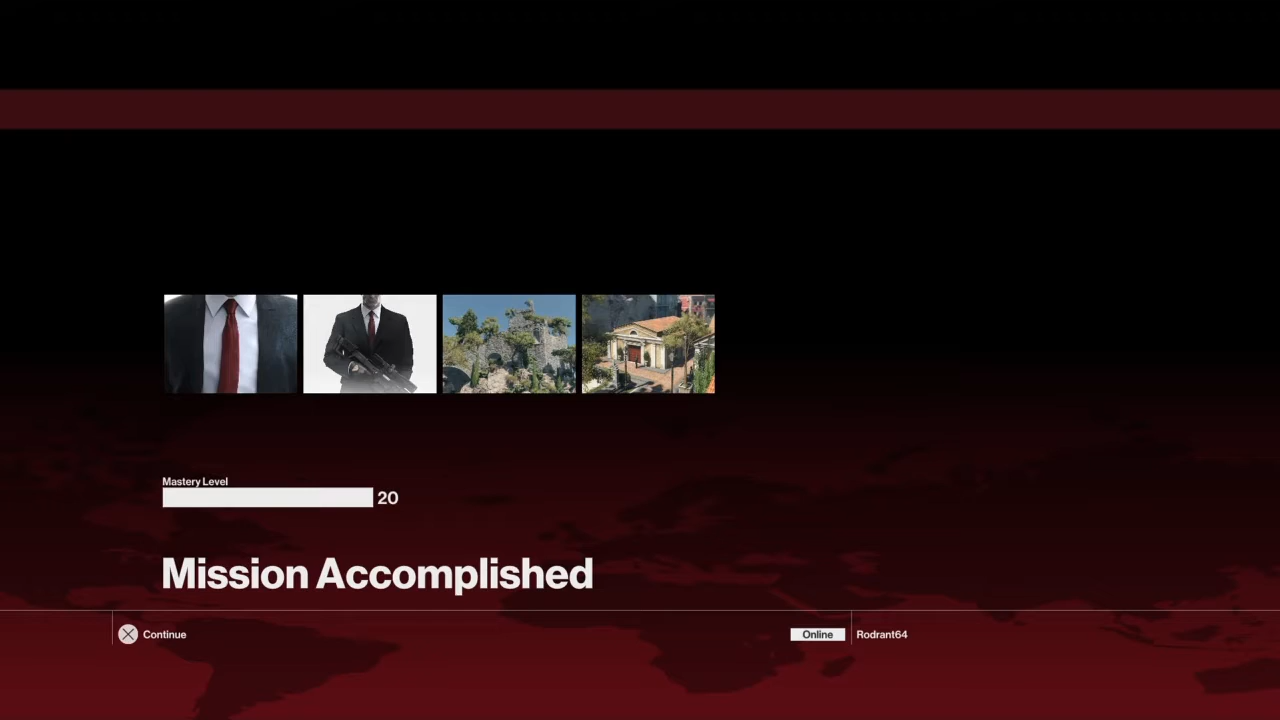 Mastery Level
20
Mission Accomplished
Continue
Online
Rodrant64